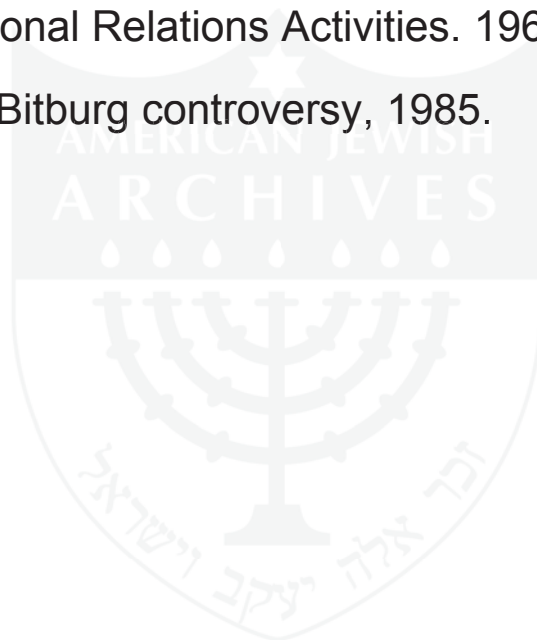 onal Relations Activities. 196
Bitburg controversy, 1985.
AMERICAN JEWISH
ARCHIVES
זכר אלה יעקב וישראל